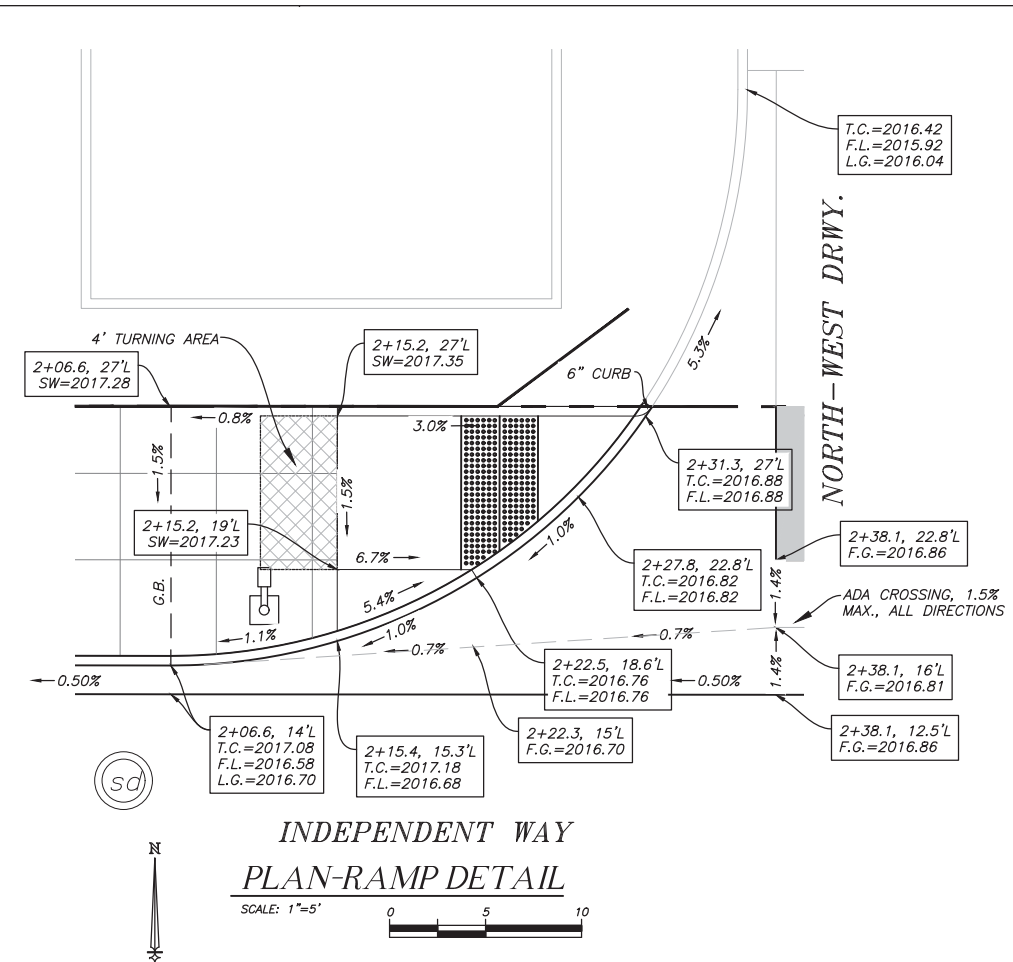 T.C.=2016.42
F.L.=2015.92
L.G.=2016.04
NORTH-WEST DRWY.
5.3%
4' TURNING AREA
2+15.2, 27'L
SW=2017.35
2+06.6, 27'L
SW=2017.28
6" CURB
0.8%
3.0%
1.5%
1.5%
2+31.3, 27'L
T.C.=2016.88
F.L.=2016.88
2+15.2, 19'L
SW=2017.23
1.0%
2+38.1, 22.8'L
F.G.=2016.86
6.7%
2+27.8, 22.8'L
T.C.=2016.82
F.L.=2016.82
G.B.
5.4%
1.4%
ADA CROSSING, 1.5%
MAX., ALL DIRECTIONS
1.1%
1.0%
0.7%
0.7%
2+22.5, 18.6'L
T.C.=2016.76
F.L.=2016.76
1.4%
2+38.1, 16'L
F.G.=2016.81
0.50%
0.50%
2+06.6, 14'L
T.C.=2017.08
F.L.=2016.58
L.G.=2016.70
2+15.4, 15.3'L
T.C.=2017.18
F.L.=2016.68
2+22.3, 15'L
F.G.=2016.70
2+38.1, 12.5'L
F.G.=2016.86
sd
INDEPENDENT WAY
N
PLAN-RAMP DETAIL
SCALE: 1"=5'
0 5 10